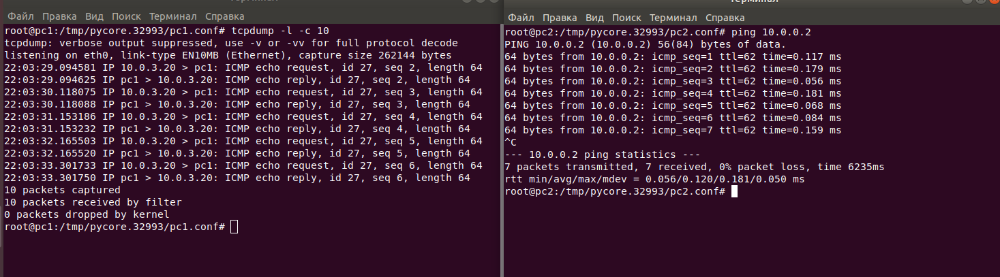 Терминал
Файл Правка Вид Поиск Терминал Справка
root@pc1:/tmp/pycore.32993/pc1.conf# tcpdump -l -c 10
tcpdump: verbose output suppressed, use -v or -vv for full protocol decode
listening on eth0, link-type EN10MB (Ethernet), capture size 262144 bytes
22:03:29.094581 IP 10.0.3.20 > pc1: ICMP echo request, id 27, seq 2, length 64
22:03:29.094625 IP pc1 > 10.0.3.20: ICMP echo reply, id 27, seq 2, length 64
22:03:30.118075 IP 10.0.3.20 > pc1: ICMP echo request, id 27, seq 3, length 64
22:03:30.118088 IP pc1 > 10.0.3.20: ICMP echo reply, id 27, seq 3, length 64
22:03:31.153186 IP 10.0.3.20 > pc1: ICMP echo request, id 27, seq 4, length 64
22:03:31.153232 IP pc1 > 10.0.3.20: ICMP echo reply, id 27, seq 4, length 64
22:03:32.165503 IP 10.0.3.20 > pc1: ICMP echo request, id 27, seq 5, length 64
22:03:32.165520 IP pc1 > 10.0.3.20: ICMP echo reply, id 27, seq 5, length 64
22:03:33.301733 IP 10.0.3.20 > pc1: ICMP echo request, id 27, seq 6, length 64
22:03:33.301750 IP pc1 > 10.0.3.20: ICMP echo reply, id 27, seq 6, length 64
10 packets captured
10 packets received by filter
0 packets dropped by kernel
root@pc1:/tmp/pycore.32993/pc1.conf#
Терминал
Файл Правка Вид Поиск Терминал Справка
root@pc2:/tmp/pycore.32993/pc2.conf# ping 10.0.0.2
PING 10.0.0.2 (10.0.0.2) 56(84) bytes of data.
64 bytes from 10.0.0.2: icmp_seq=1 ttl=62 time=0.117 ms
64 bytes from 10.0.0.2: icmp_seq=2 ttl=62 time=0.179 ms
64 bytes from 10.0.0.2: icmp_seq=3 ttl=62 time=0.056 ms
64 bytes from 10.0.0.2: icmp_seq=4 ttl=62 time=0.181 ms
64 bytes from 10.0.0.2: icmp_seq=5 ttl=62 time=0.068 ms
64 bytes from 10.0.0.2: icmp_seq=6 ttl=62 time=0.084 ms
64 bytes from 10.0.0.2: icmp_seq=7 ttl=62 time=0.159 ms
^C
--- 10.0.0.2 ping statistics ---
7 packets transmitted, 7 received, 0% packet loss, time 6235ms
rtt min/avg/max/mdev = 0.056/0.120/0.181/0.050 ms
root@pc2:/tmp/pycore.32993/pc2.conf#